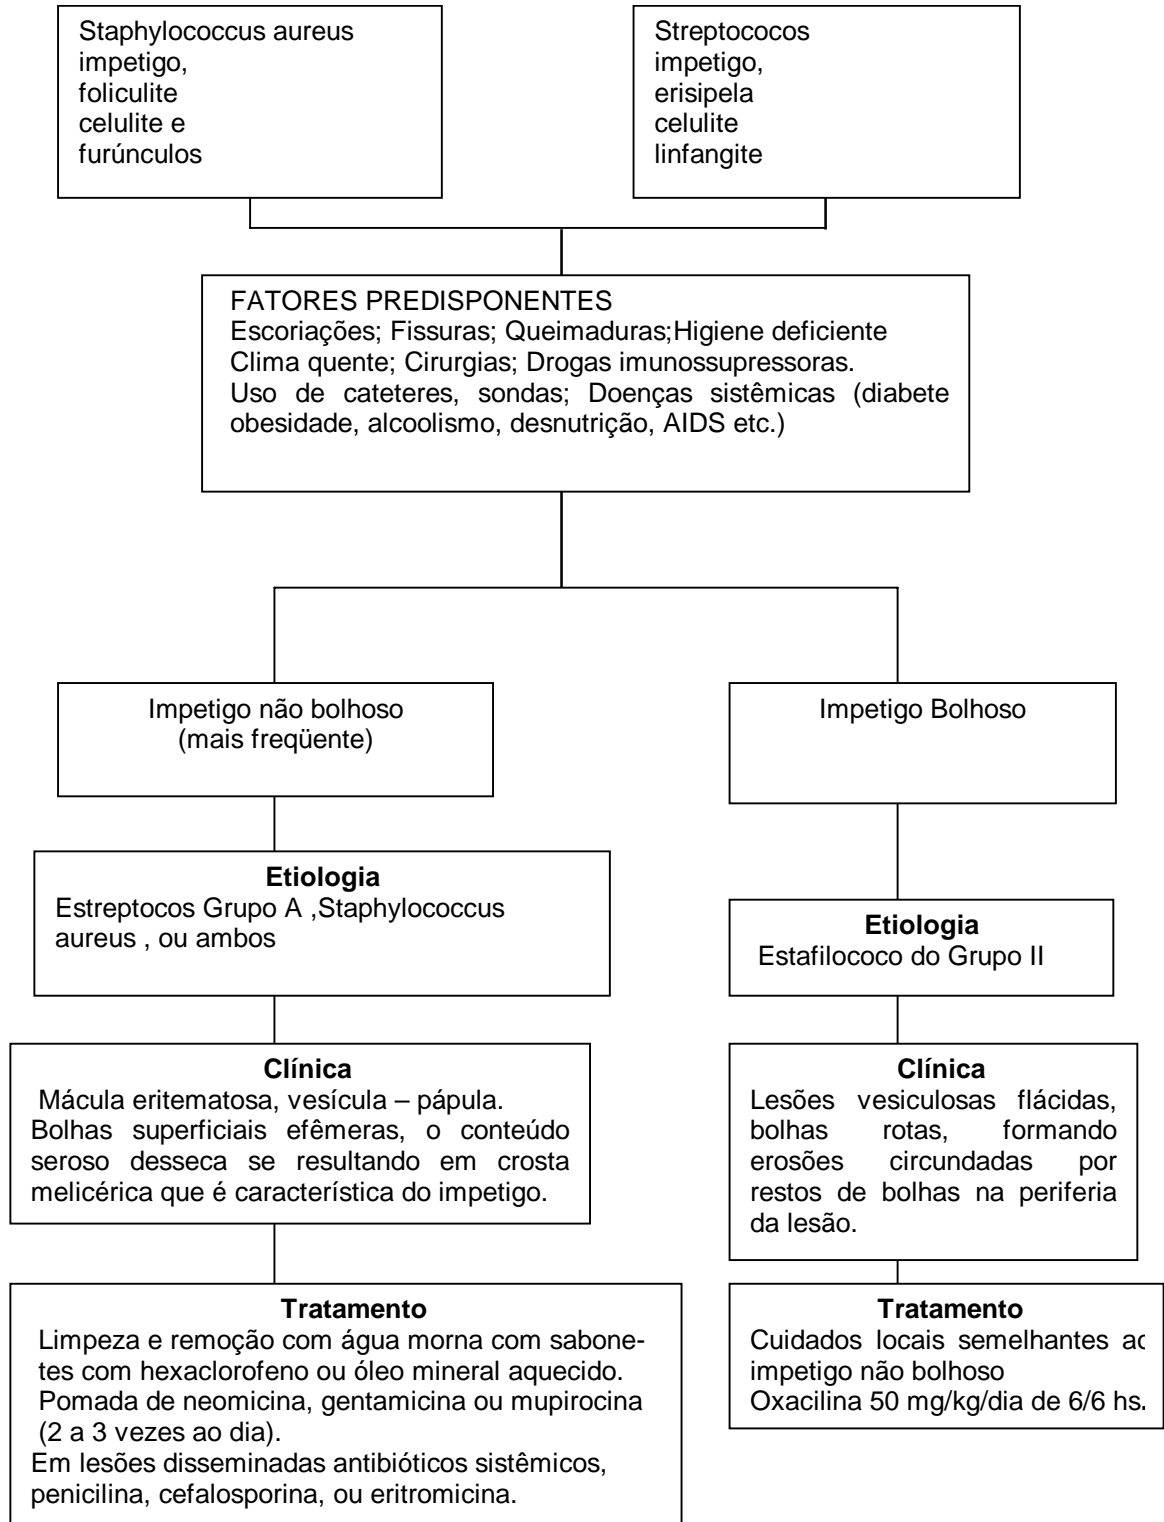 Staphylococcus aureus
impetigo,
foliculite
celulite e
furúnculos
Streptococos
impetigo,
erisipela
celulite
linfangite
FATORES PREDISPONENTES
Escoriações; Fissuras; Queimaduras;Higiene deficiente
Clima quente; Cirurgias; Drogas imunossupressoras.
Uso de cateteres, sondas; Doenças sistêmicas (diabete
obesidade, alcoolismo, desnutrição, AIDS etc.)
Impetigo não bolhoso
(mais freqüente)
Etiologia
Estreptocos Grupo A ,Staphylococcus
aureus , ou ambos
Clínica
Mácula eritematosa, vesícula – pápula.
Bolhas superficiais efêmeras, o conteúdo
seroso desseca se resultando em crosta
melicérica que é característica do impetigo.
Tratamento
Limpeza e remoção com água morna com sabone-
tes com hexaclorofeno ou óleo mineral aquecido.
Pomada de neomicina, gentamicina ou mupirocina
(2 a 3 vezes ao dia).
Em lesões disseminadas antibióticos sistêmicos,
penicilina, cefalosporina, ou eritromicina.
Impetigo Bolhoso
Etiologia
Estafilococo do Grupo II
Clínica
Lesões vesiculosas flácidas,
bolhas rotas, formando
erosões circundadas por
restos de bolhas na periferia
da lesão.
Tratamento
Cuidados locais semelhantes ao
impetigo não bolhoso
Oxacilina 50 mg/kg/dia de 6/6 hs.